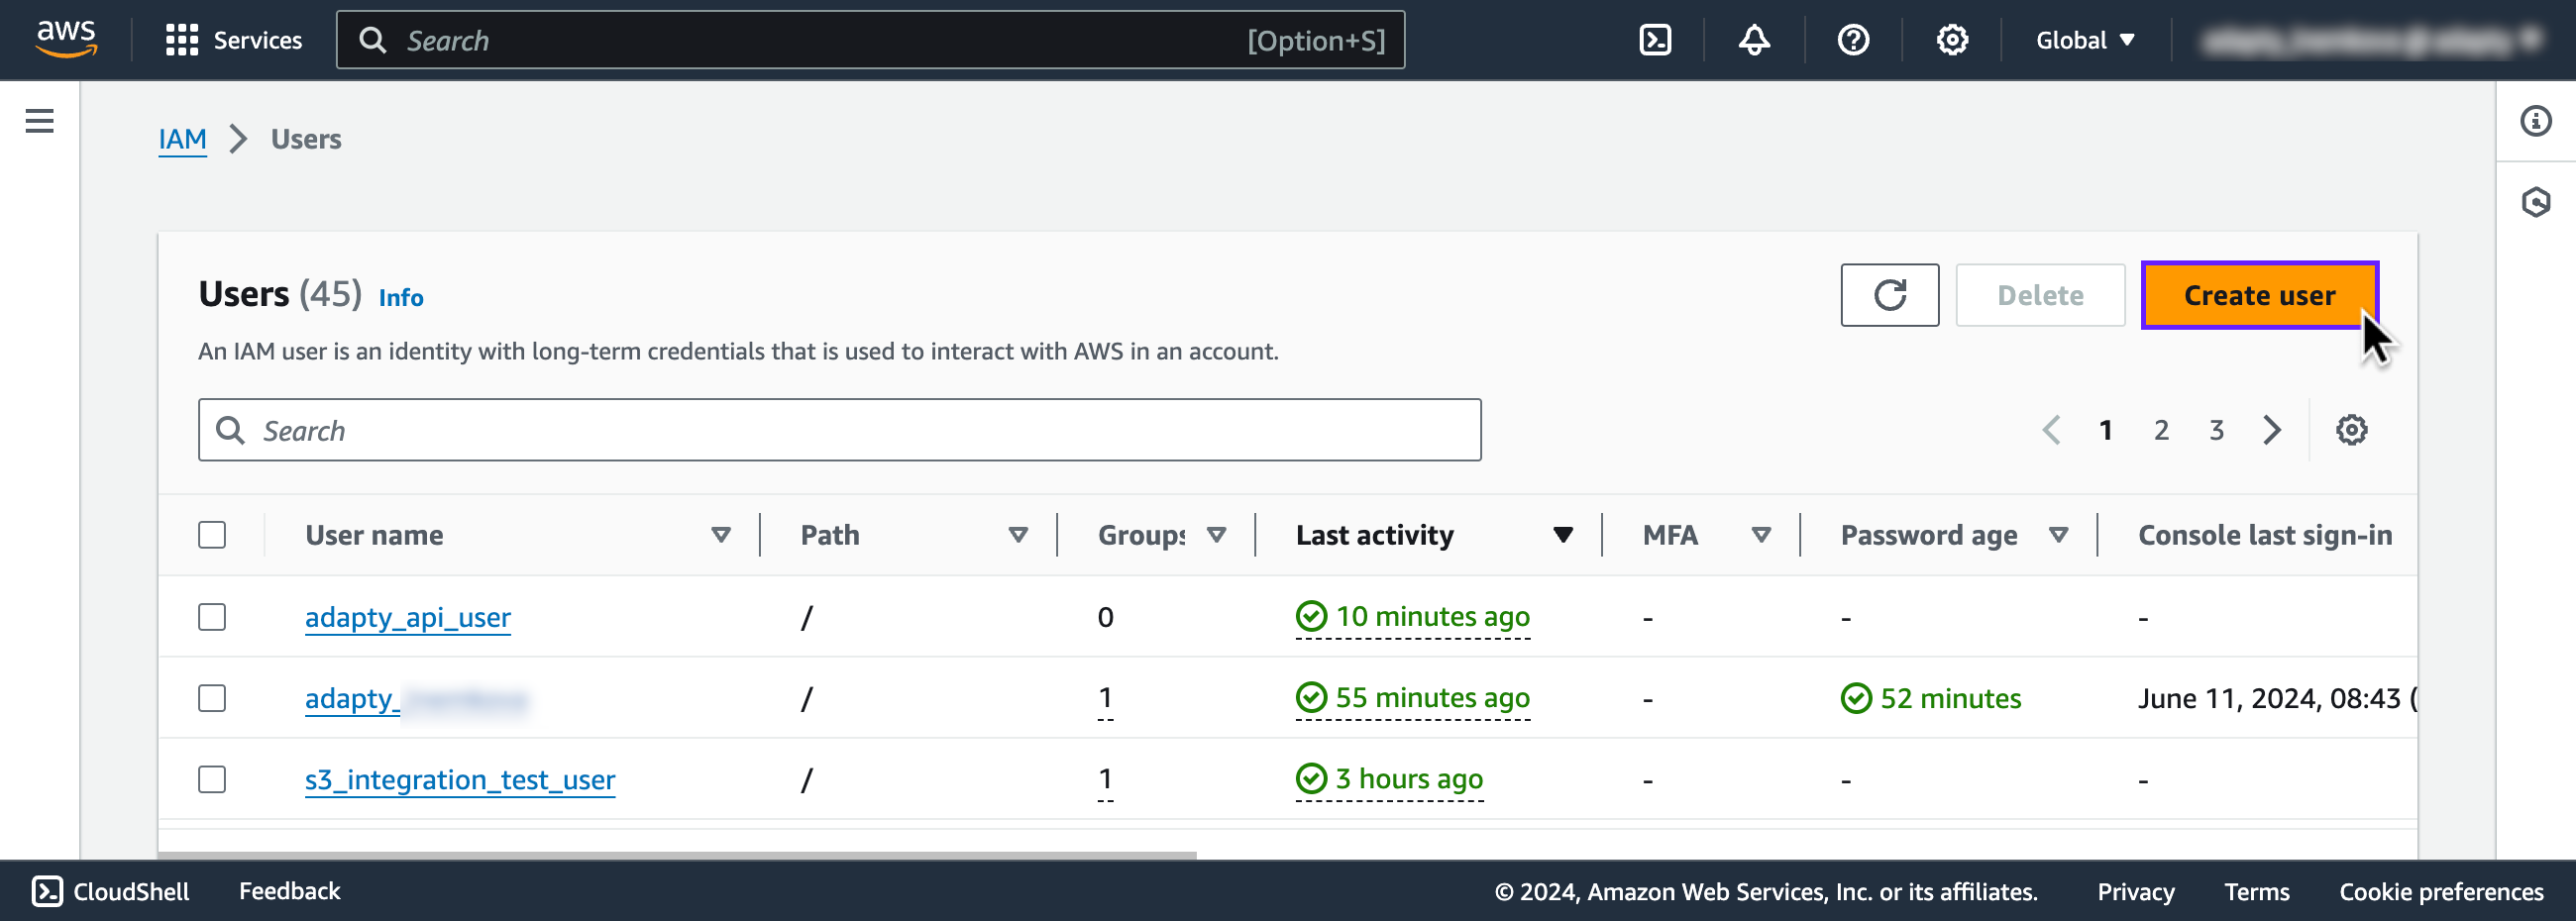 aws Services Search [Option+S] Global
IAM Users
Users (45) Info
Delete
Create user
An IAM user is an identity with long-term credentials that is used to interact with AWS in an account.
Search
1 2 3
User name Path Groups Last activity MFA Password age Console last sign-in
adapty_api_user / 0 10 minutes ago - - -
adapty_ / 1 55 minutes ago - 52 minutes June 11, 2024, 08:43 (
s3_integration_test_user / 1 3 hours ago - - -
CloudShell Feedback © 2024, Amazon Web Services, Inc. or its affiliates. Privacy Terms Cookie preferences